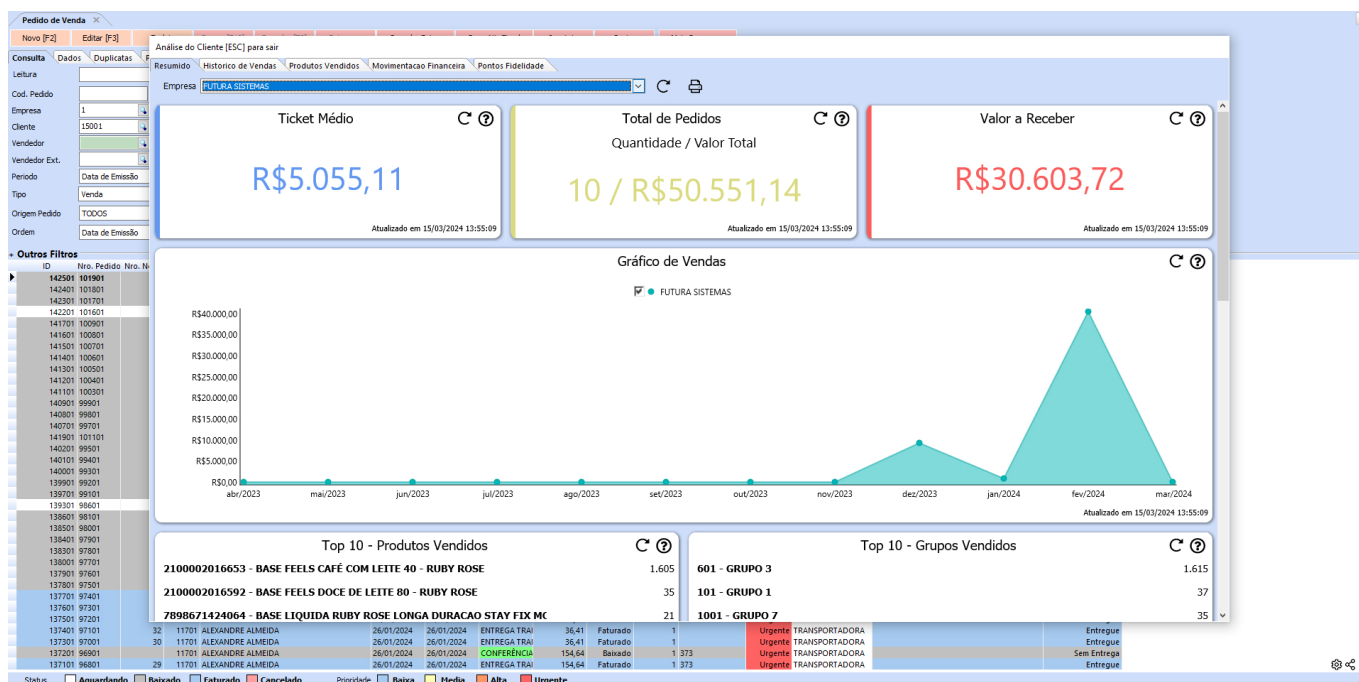 Pedido de Venda
Novo [F2] Editar [F3]
Análise do Cliente [ESC] para sair
Consulta Dados Duplicatas
Resumido Historico de Vendas Produtos Vendidos Movimentacao Financeira Pontos Fidelidade
Leitura
Empresa FUTURA SISTEMAS
Cod. Pedido
Empresa 1
Cliente 15001
Vendedor
Vendedor Ext.
Periodo Data de Emissão
Tipo Venda
Origem Pedido TODOS
Ordem Data de Emissão
Ticket Médio
R$5.055,11
Atualizado em 15/03/2024 13:55:09
Total de Pedidos
Quantidade / Valor Total
10 / R$50.551,14
Atualizado em 15/03/2024 13:55:09
Valor a Receber
R$30.603,72
Atualizado em 15/03/2024 13:55:09
+ Outros Filtros
ID Nro. Pedido Nro. N
142501 101901
142401 101801
142301 101701
142201 101601
141701 100901
141601 100801
141501 100701
141401 100601
141301 100501
141201 100401
141101 100301
140901 99901
140801 99801
140701 99701
141901 101101
140201 99501
140101 99401
140001 99301
139901 99201
139701 99101
139301 98601
138601 98101
138501 98001
138401 97901
138301 97801
138001 97701
137901 97601
137801 97501
137701 97401
137601 97301
137501 97201
Gráfico de Vendas
FUTURA SISTEMAS
R$40.000,00
R$35.000,00
R$30.000,00
R$25.000,00
R$20.000,00
R$15.000,00
R$10.000,00
R$5.000,00
R$0,00
abr/2023 mai/2023 jun/2023 jul/2023 ago/2023 set/2023 out/2023 nov/2023 dez/2023 jan/2024 fev/2024 mar/2024
Atualizado em 15/03/2024 13:55:09
Top 10 - Produtos Vendidos
2100002016653 - BASE FEELS CAFÉ COM LEITE 40 - RUBY ROSE 1.605
2100002016592 - BASE FEELS DOCE DE LEITE 80 - RUBY ROSE 35
7898671424064 - BASE LIQUIDA RUBY ROSE LONGA DURACAO STAY FIX MC 21
Top 10 - Grupos Vendidos
601 - GRUPO 3 1.615
101 - GRUPO 1 37
1001 - GRUPO 7 35
137401 97101 32 11701 ALEXANDRE ALMEIDA 26/01/2024 26/01/2024 ENTREGA TRAI 36,41 Faturado 1 Urgente TRANSPORTADORA Entregue
137301 97001 30 11701 ALEXANDRE ALMEIDA 26/01/2024 26/01/2024 ENTREGA TRAI 36,41 Faturado 1 Urgente TRANSPORTADORA Entregue
137201 96901 11701 ALEXANDRE ALMEIDA 26/01/2024 26/01/2024 CONFERÊNCIA 154,64 Baixado 1 373 Urgente TRANSPORTADORA Sem Entrega
137101 96801 29 11701 ALEXANDRE ALMEIDA 26/01/2024 26/01/2024 ENTREGA TRAI 154,64 Faturado 1 373 Urgente TRANSPORTADORA Entregue
Status Aguardando Baixado Faturado Cancelado Prioridade Baixa Media Alta Urgente